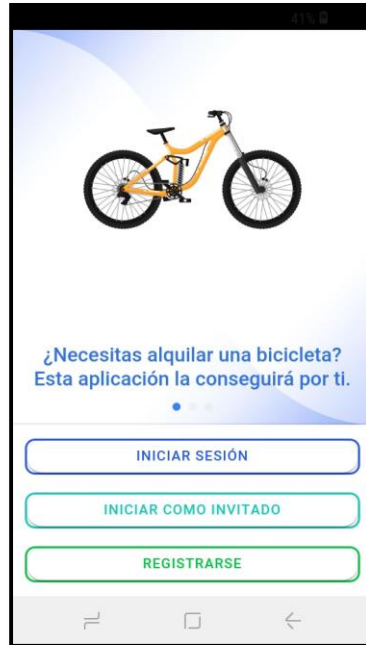 41%
¿Necesitas alquilar una bicicleta?
Esta aplicación la conseguirá por ti.
INICIAR SESIÓN
INICIAR COMO INVITADO
REGISTRARSE